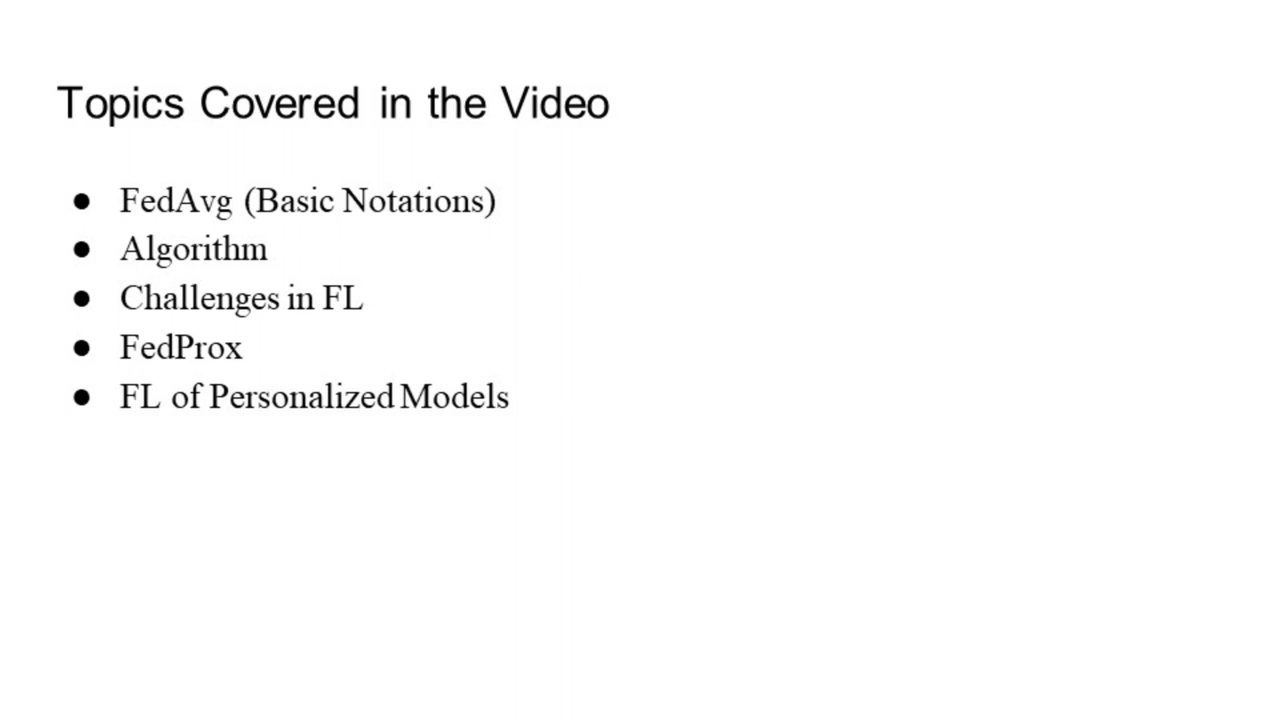 Topics Covered in the Video
● FedAvg (Basic Notations)
● Algorithm
● Challenges in FL
● FedProx
● FL of Personalized Models